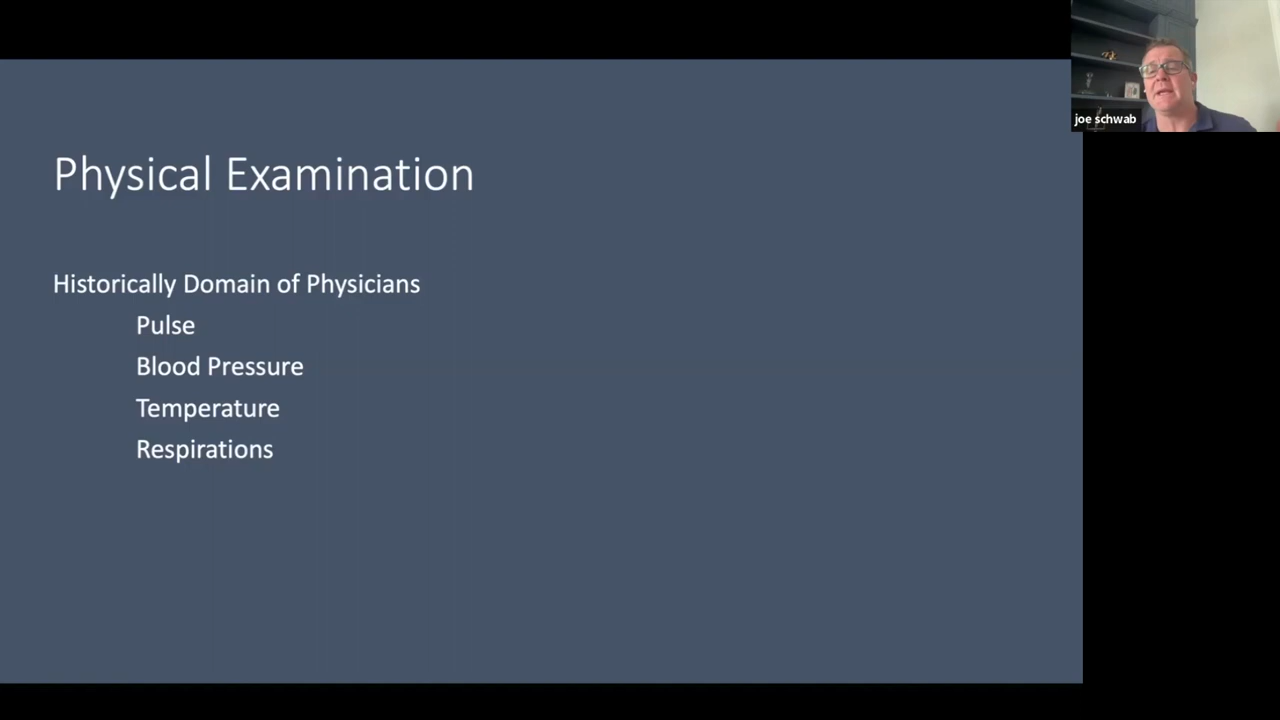 Physical Examination
Historically Domain of Physicians
Pulse
Blood Pressure
Temperature
Respirations
joe schwab